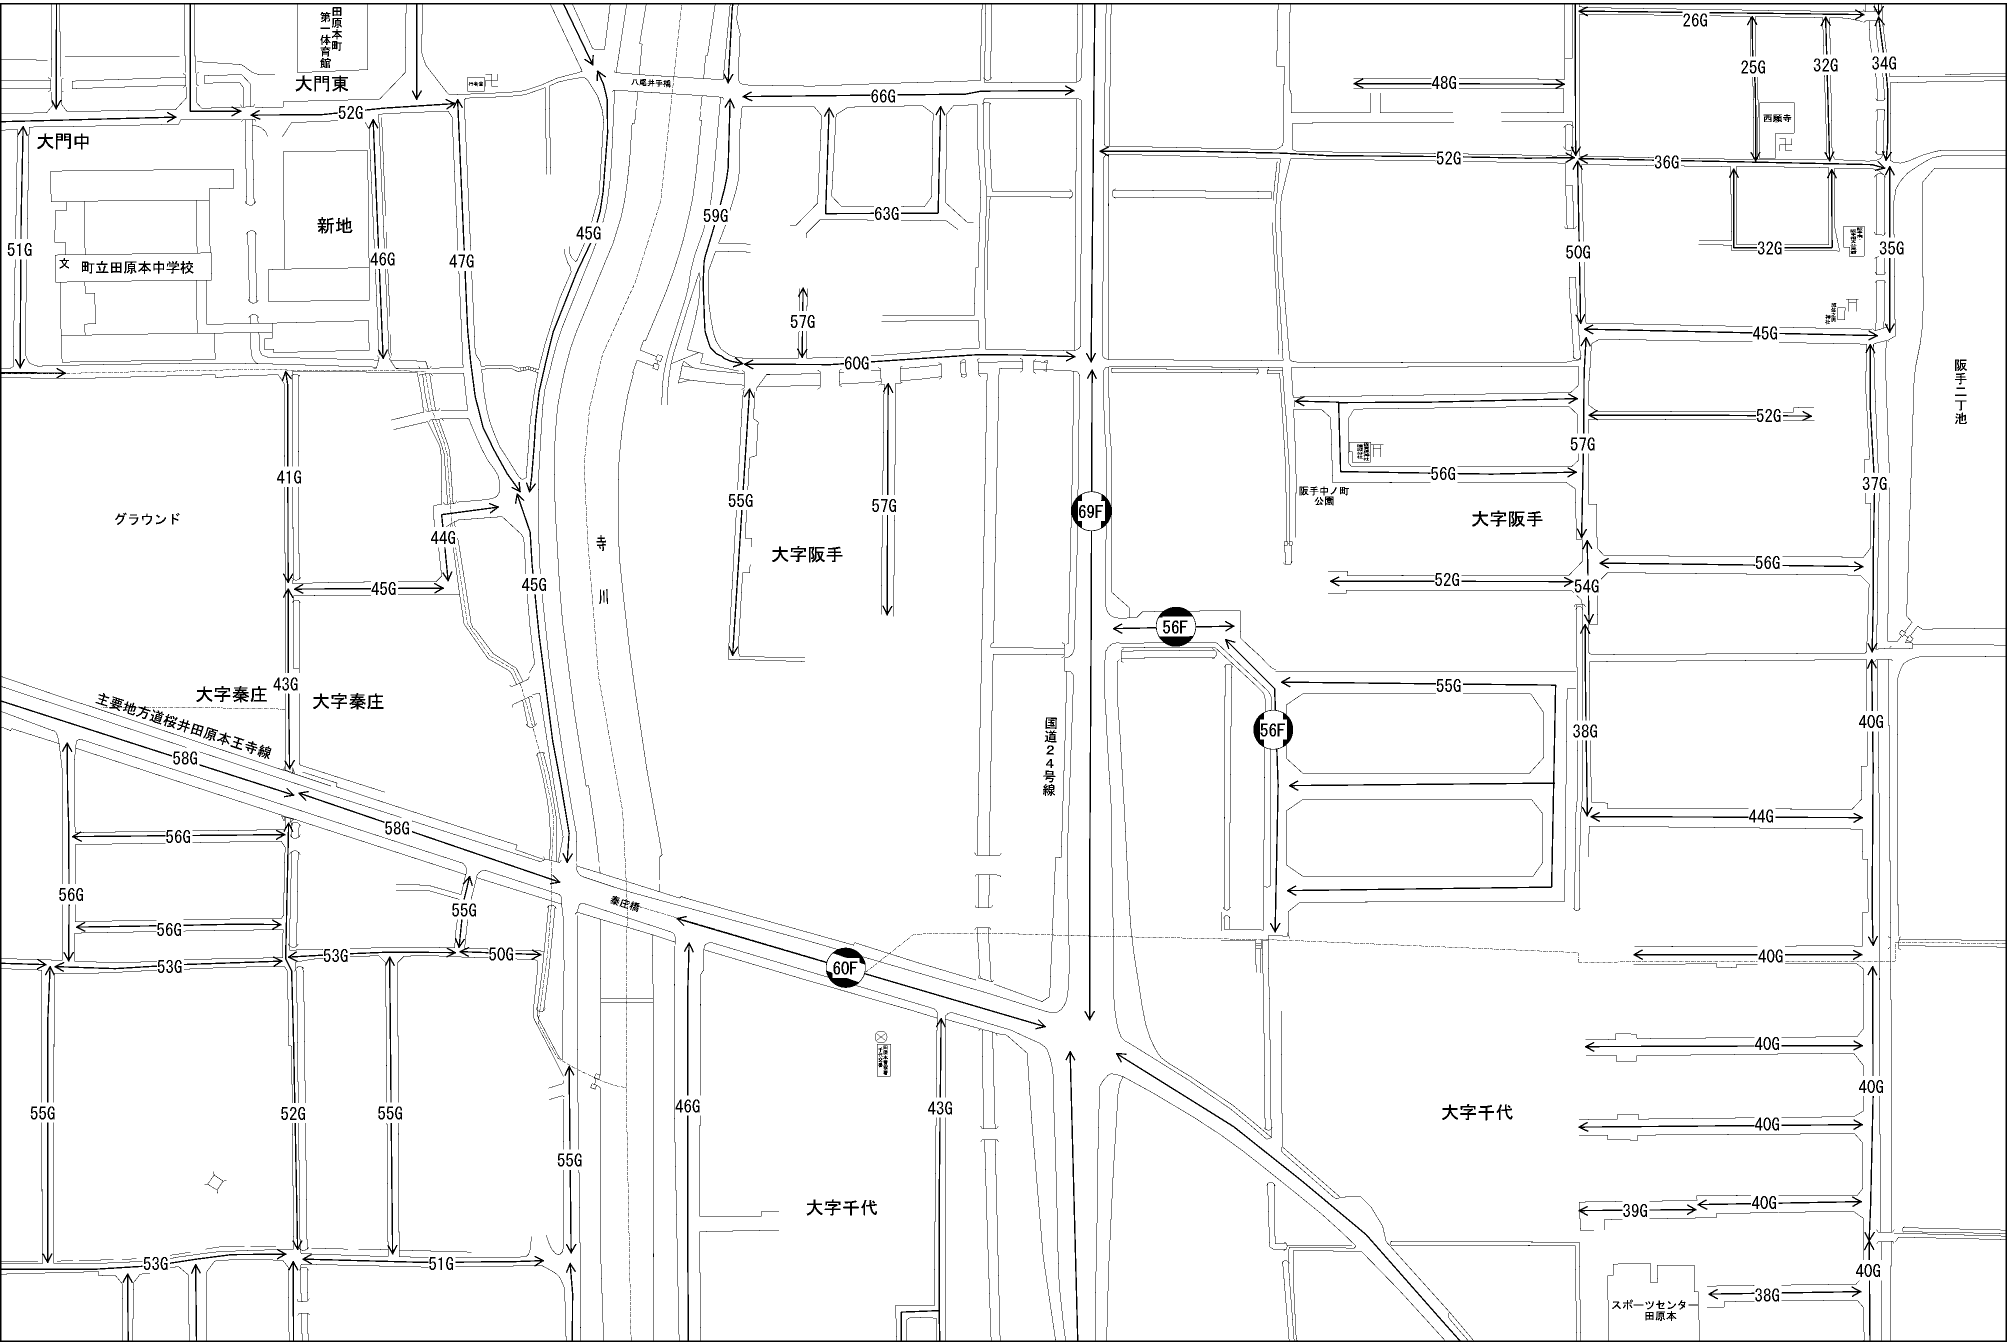 26G
田原本町
第一体育館
25G
32G
34G
大門東
八尾井手橋
48G
66G
52G
西願寺
大門中
52G
36G
63G
59G
新地
45G
51G
46G
47G
50G
32G
35G
文
町立田原本中学校
57G
45G
60G
阪手二丁池
52G
57G
56G
41G
37G
55G
57G
阪手中ノ町
公園
69F
グラウンド
大字阪手
44G
寺川
大字阪手
56G
45G
45G
52G
54G
56F
43G
55G
大字秦庄
大字秦庄
主要地方道桜井田原本王寺線
国道24号線
56F
38G
40G
58G
58G
44G
56G
56G
秦庄橋
55G
56G
53G
50G
40G
53G
60F
40G
40G
55G
52G
55G
46G
43G
大字千代
40G
55G
大字千代
40G
39G
53G
51G
40G
38G
スポーツセンター
田原本